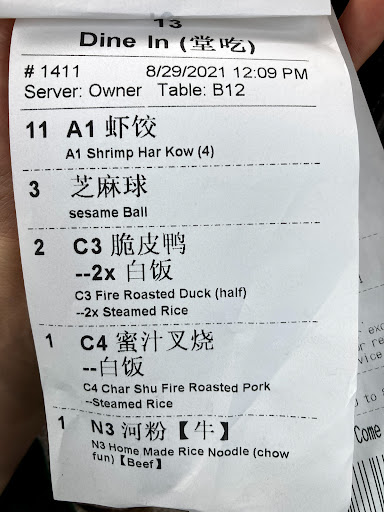 13
Dine In (堂吃)
# 1411 8/29/2021 12:09 PM
Server: Owner Table: B12
11 A1 虾饺
A1 Shrimp Har Kow (4)
3 芝麻球
sesame Ball
2 C3 脆皮鸭
--2x 白饭
C3 Fire Roasted Duck (half)
--2x Steamed Rice
1 C4 蜜汁叉烧
--白饭
C4 Char Shu Fire Roasted Pork
--Steamed Rice
1 N3 河粉【牛】
N3 Home Made Rice Noodle (chow
fun)【Beef】
Come